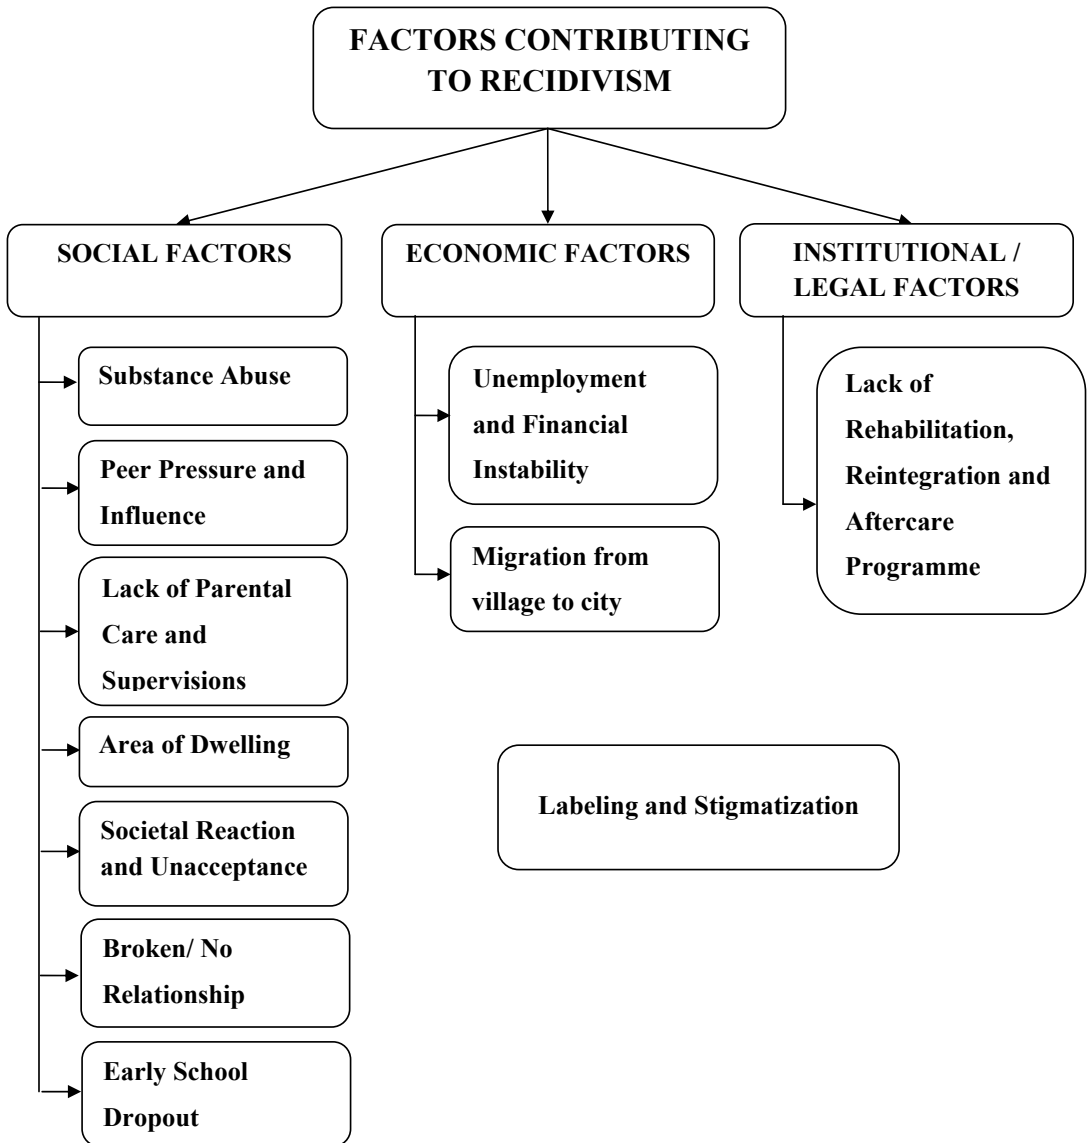 FACTORS CONTRIBUTING
TO RECIDIVISM
SOCIAL FACTORS
Substance Abuse
Peer Pressure and
Influence
Lack of Parental
Care and
Supervisions
Area of Dwelling
Societal Reaction
and Unacceptance
Broken/ No
Relationship
Early School
Dropout
ECONOMIC FACTORS
Unemployment
and Financial
Instability
Migration from
village to city
INSTITUTIONAL /
LEGAL FACTORS
Lack of
Rehabilitation,
Reintegration and
Aftercare
Programme
Labeling and Stigmatization